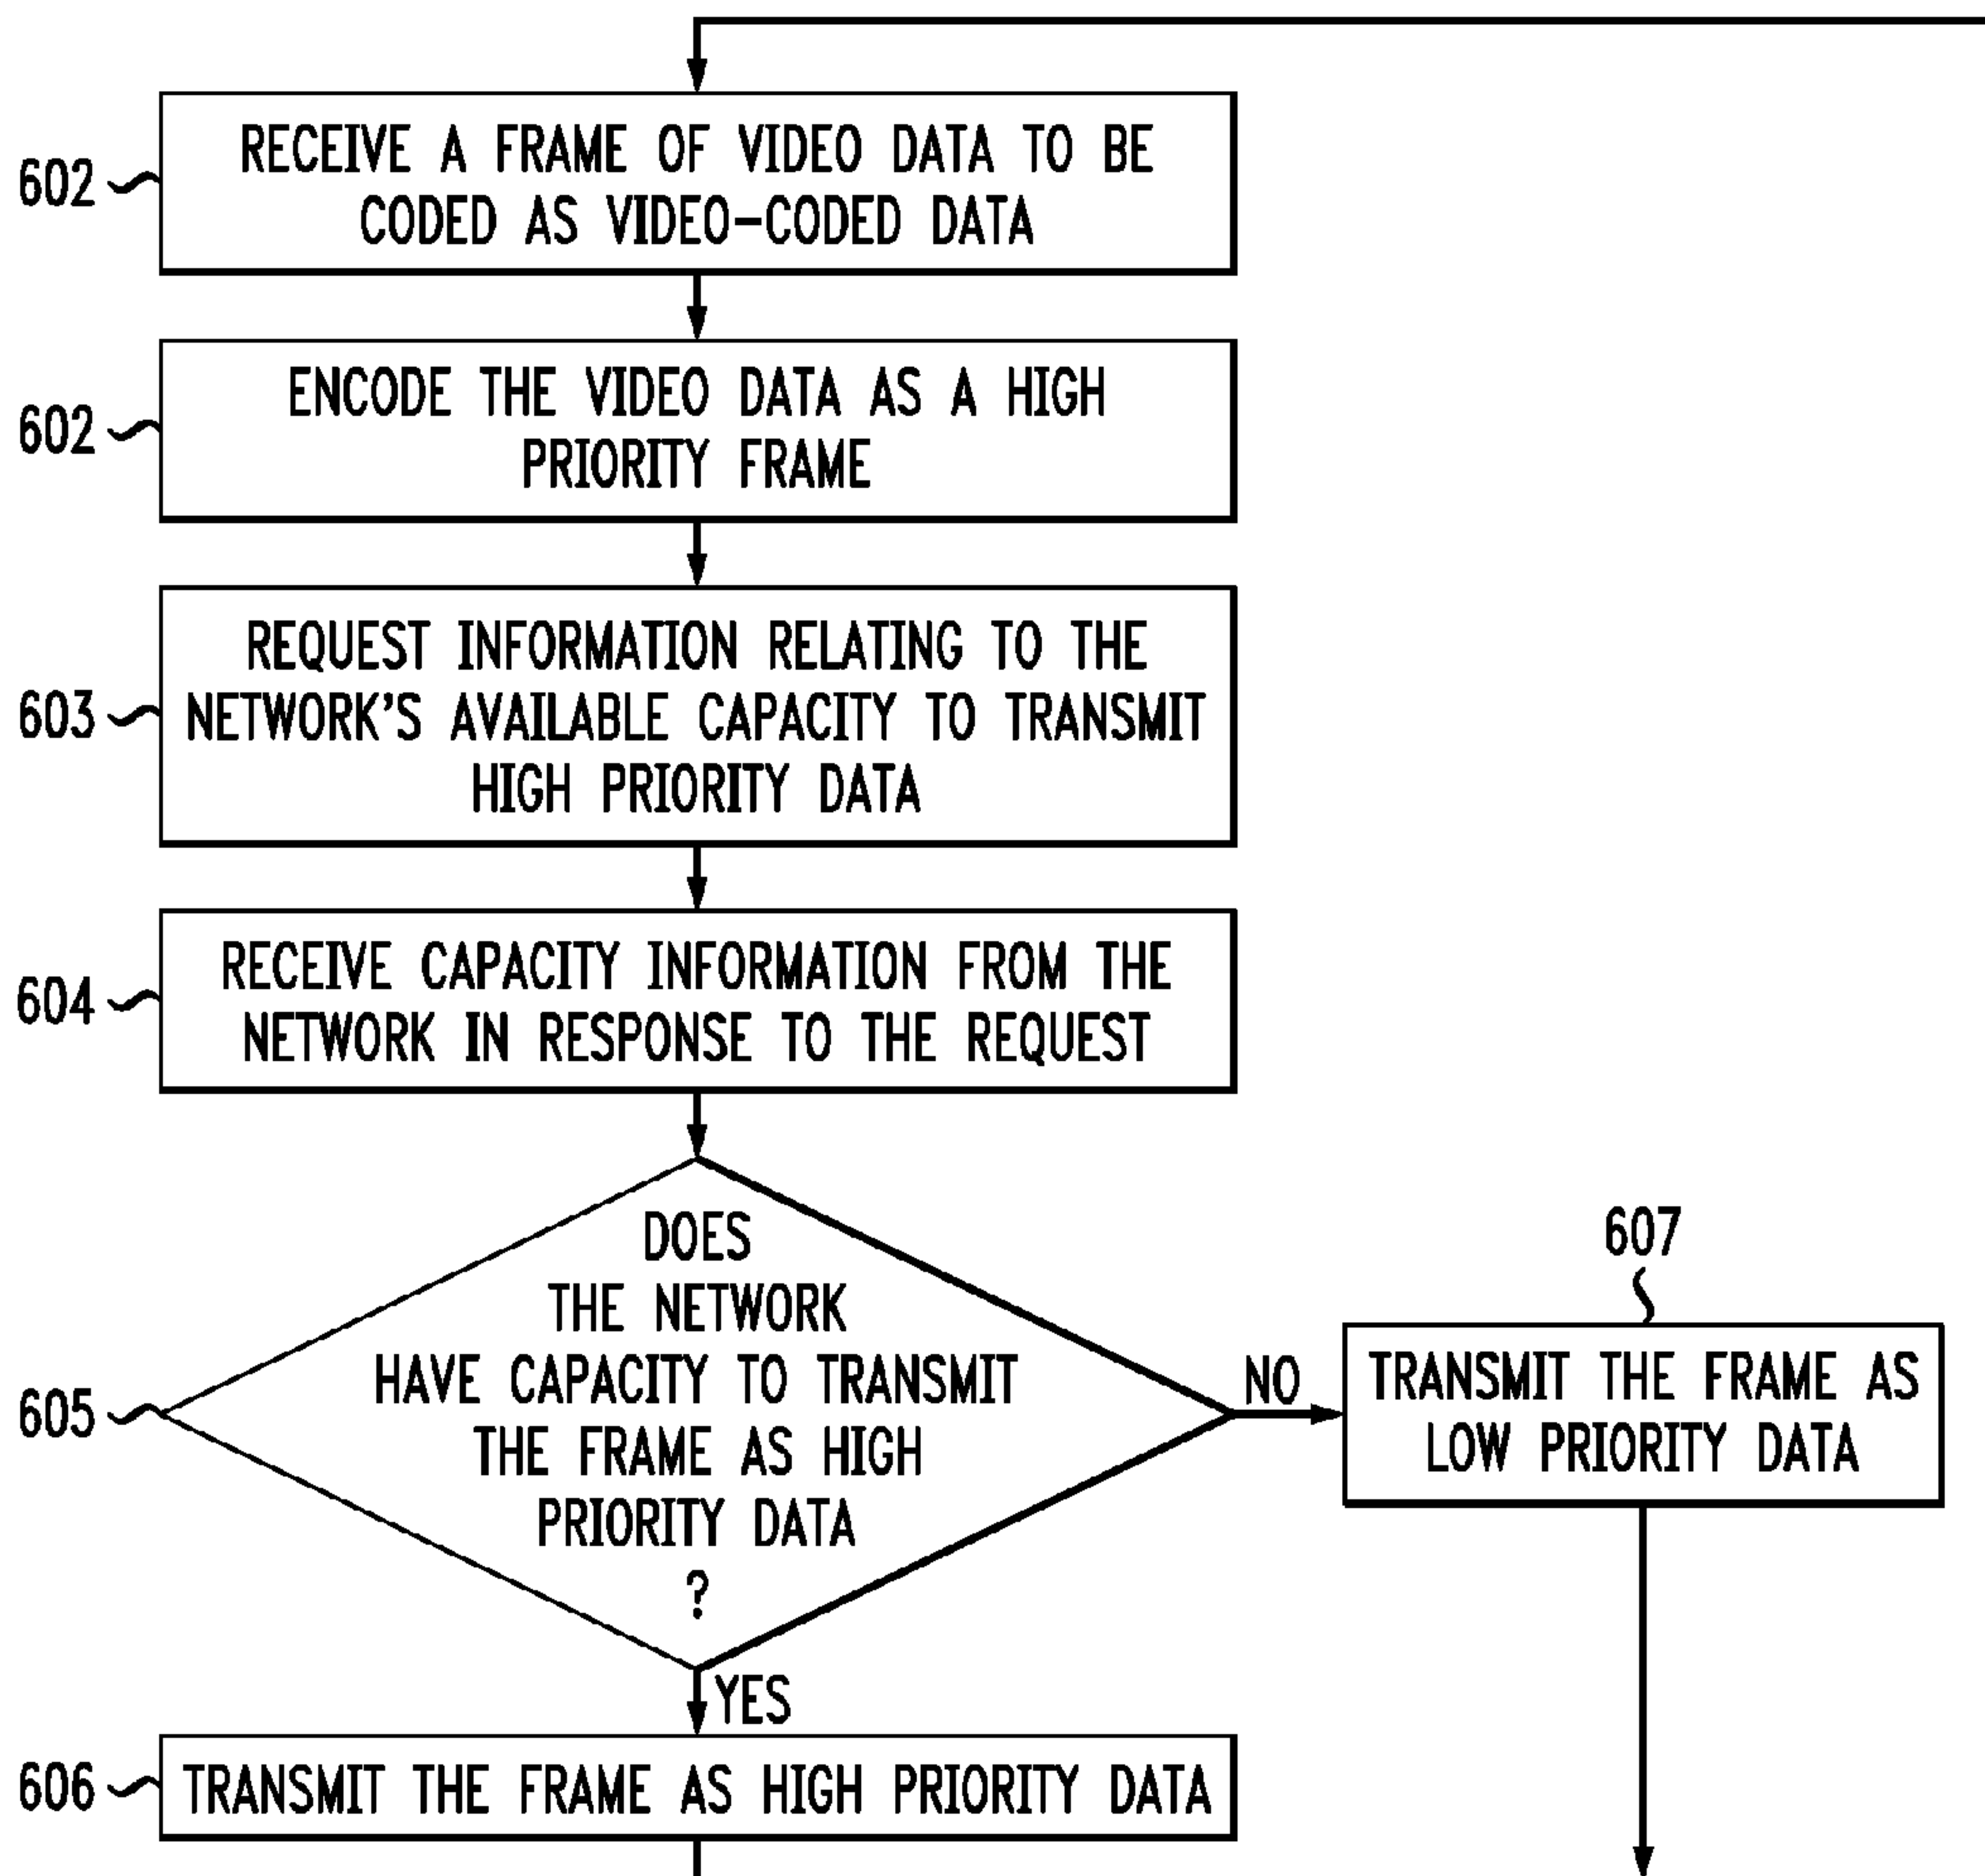 602
RECEIVE A FRAME OF VIDEO DATA TO BE
CODED AS VIDEO-CODED DATA
602
ENCODE THE VIDEO DATA AS A HIGH
PRIORITY FRAME
603
REQUEST INFORMATION RELATING TO THE
NETWORK'S AVAILABLE CAPACITY TO TRANSMIT
HIGH PRIORITY DATA
604
RECEIVE CAPACITY INFORMATION FROM THE
NETWORK IN RESPONSE TO THE REQUEST
605
DOES
THE NETWORK
HAVE CAPACITY TO TRANSMIT
THE FRAME AS HIGH
PRIORITY DATA
?
NO
607
TRANSMIT THE FRAME AS
LOW PRIORITY DATA
YES
606
TRANSMIT THE FRAME AS HIGH PRIORITY DATA